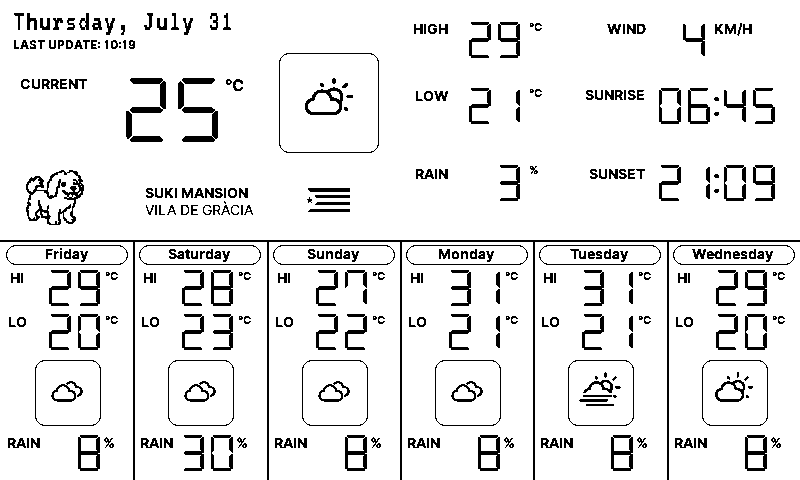 Thursday, July 31
LAST UPDATE: 10:19
CURRENT 25 °C
SUKI MANSION
VILA DE GRÀCIA
HIGH 29 °C
LOW 21 °C
RAIN 3 %
WIND 4 KM/H
SUNRISE 06:45
SUNSET 21:09
Friday
HI 29 °C
LO 20 °C
RAIN 8 %
Saturday
HI 28 °C
LO 23 °C
RAIN 30 %
Sunday
HI 27 °C
LO 22 °C
RAIN 8 %
Monday
HI 31 °C
LO 21 °C
RAIN 8 %
Tuesday
HI 31 °C
LO 21 °C
RAIN 8 %
Wednesday
HI 29 °C
LO 20 °C
RAIN 8 %